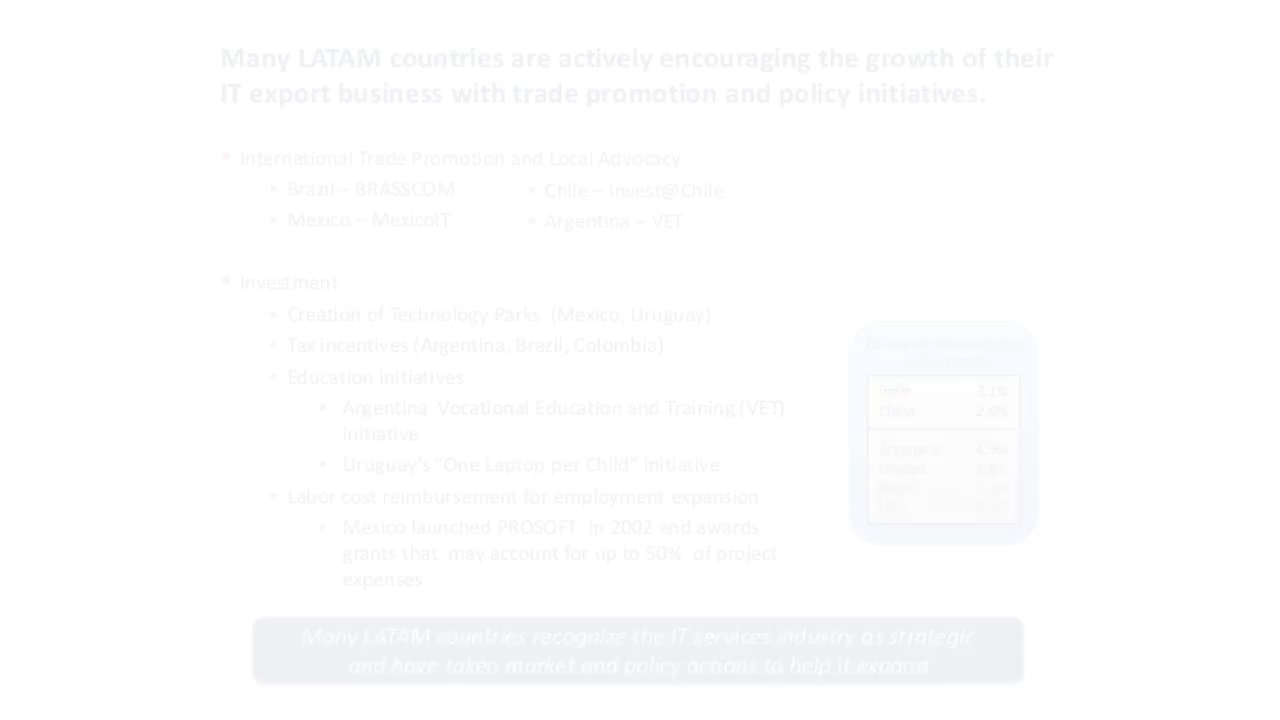 Many LATAM countries are actively encouraging the growth of their
IT export business with trade promotion and policy initiatives.
• International Trade Promotion and Local Advocacy
• Brazil – BRASSCOM
• Mexico – MexicoIT
• Chile – Invest@Chile
• Argentina – VET
• Investment
• Creation of Technology Parks (Mexico, Uruguay)
• Tax incentives (Argentina, Brazil, Colombia)
• Education initiatives
• Argentina Vocational Education and Training (VET)
initiative
• Uruguay's "One Laptop per Child" initiative
• Labor cost reimbursement for employment expansion
• Mexico launched PROSOFT in 2002 and awards
grants that may account for up to 50% of project
expenses
India 3.1%
China
Many LATAM countries recognize the IT services industry as strategic
and have taken market and policy actions to help it expand